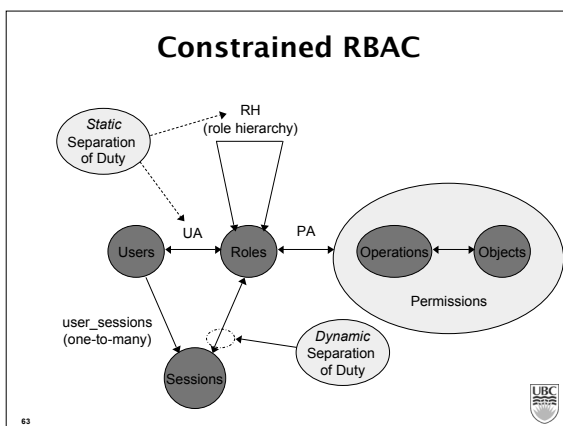 Constrained RBAC
Static
Separation
of Duty
RH
(role hierarchy)
UA
PA
Users
Roles
Operations
Objects
Permissions
user_sessions
(one-to-many)
Dynamic
Separation
of Duty
Sessions
UBC
63